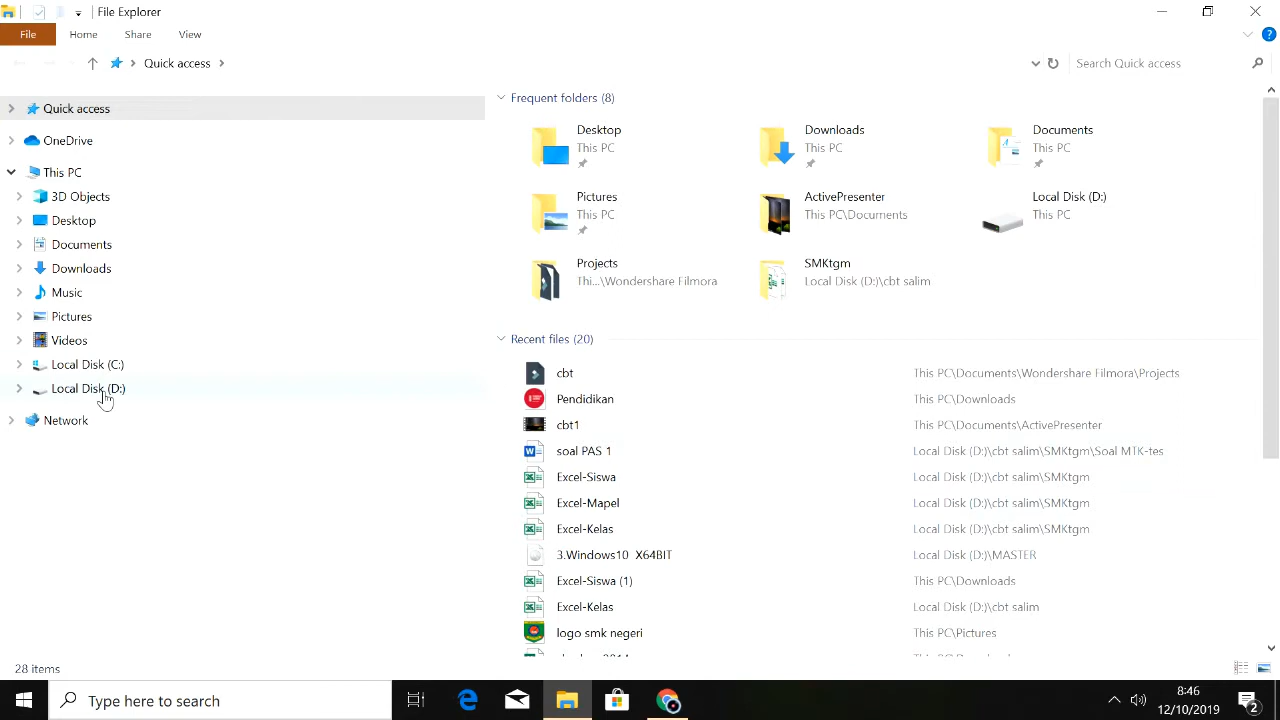 File Explorer
File Home Share View
Quick access
Search Quick access
Quick access
OneDrive
This PC
3D Objects
Desktop
Documents
Downloads
Music
Pictures
Videos
Local Disk (C:)
Local Disk (D:)
Network
Frequent folders (8)
Desktop
This PC
Downloads
This PC
Documents
This PC
Pictures
This PC
ActivePresenter
This PC\Documents
Local Disk (D:)
This PC
Projects
Thi...\Wondershare Filmora
SMKtgm
Local Disk (D:)\cbt salim
Recent files (20)
cbt This PC\Documents\Wondershare Filmora\Projects
Pendidikan This PC\Downloads
cbt1 This PC\Documents\ActivePresenter
soal PAS 1 Local Disk (D:)\cbt salim\SMKtgm\Soal MTK-tes
Excel-Siswa Local Disk (D:)\cbt salim\SMKtgm
Excel-Mapel Local Disk (D:)\cbt salim\SMKtgm
Excel-Kelas Local Disk (D:)\cbt salim\SMKtgm
3.Windows10 X64BIT Local Disk (D:)\MASTER
Excel-Siswa (1) This PC\Downloads
Excel-Kelas Local Disk (D:)\cbt salim
logo smk negeri This PC\Pictures
28 items
Type here to search
8:46
12/10/2019
2